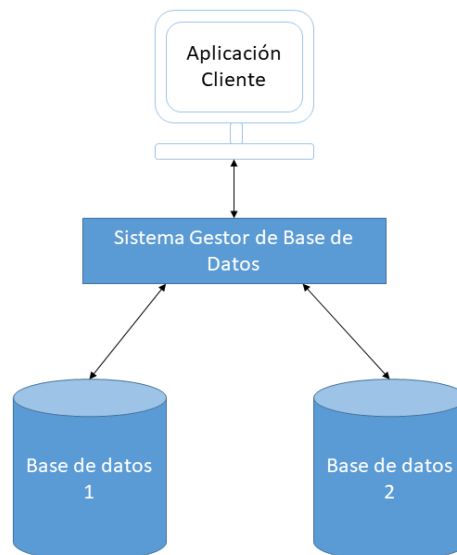 Aplicación
Cliente
Sistema Gestor de Base de
Datos
Base de datos
1
Base de datos
2